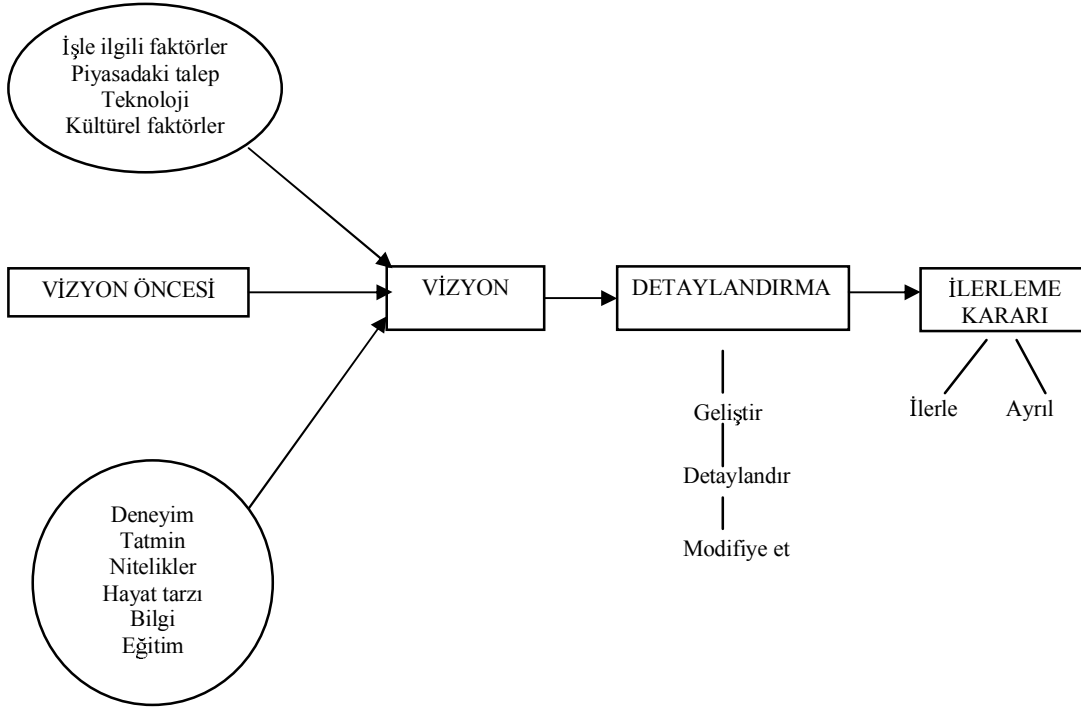 İşle ilgili faktörler
Piyasadaki talep
Teknoloji
Kültürel faktörler
VİZYON ÖNCESİ
VİZYON
DETAYLANDIRMA
İLERLEME
KARARI
Geliştir
Detaylandır
Modifiye et
İlerle
Ayrıl
Deneyim
Tatmin
Nitelikler
Hayat tarzı
Bilgi
Eğitim